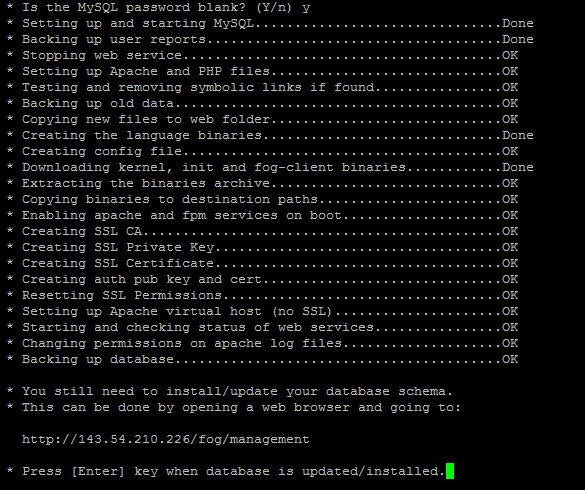 * Is the MySQL password blank? (Y/n) y
* Setting up and starting MySQL...............................Done
* Backing up user reports.....................................Done
* Stopping web service........................................OK
* Setting up Apache and PHP files.............................OK
* Testing and removing symbolic links if found................OK
* Backing up old data.........................................OK
* Copying new files to web folder.............................OK
* Creating the language binaries..............................Done
* Creating config file........................................OK
* Downloading kernel, init and fog-client binaries............Done
* Extracting the binaries archive.............................OK
* Copying binaries to destination paths.......................OK
* Enabling apache and fpm services on boot....................OK
* Creating SSL CA.............................................OK
* Creating SSL Private Key....................................OK
* Creating SSL Certificate....................................OK
* Creating auth pub key and cert..............................OK
* Resetting SSL Permissions...................................OK
* Setting up Apache virtual host (no SSL).....................OK
* Starting and checking status of web services................OK
* Changing permissions on apache log files....................OK
* Backing up database.........................................OK
* You still need to install/update your database schema.
* This can be done by opening a web browser and going to:
http://143.54.210.226/fog/management
* Press [Enter] key when database is updated/installed.